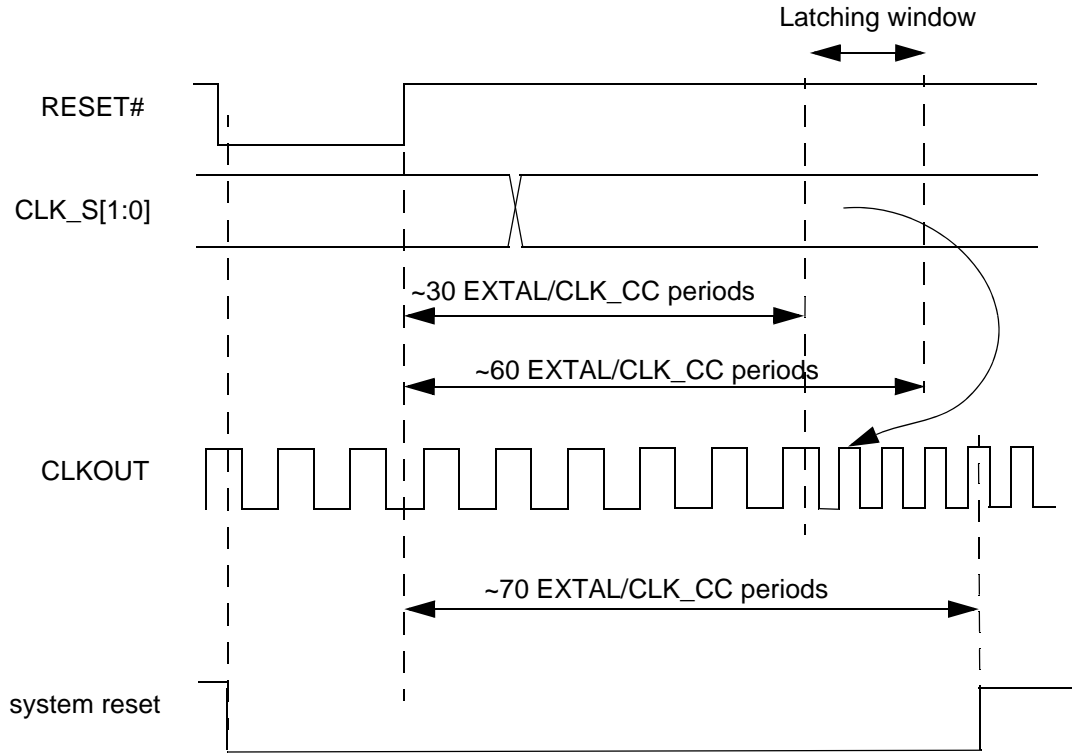 Latching window
RESET#
CLK_S[1:0]
~30 EXTAL/CLK_CC periods
~60 EXTAL/CLK_CC periods
CLKOUT
~70 EXTAL/CLK_CC periods
system reset